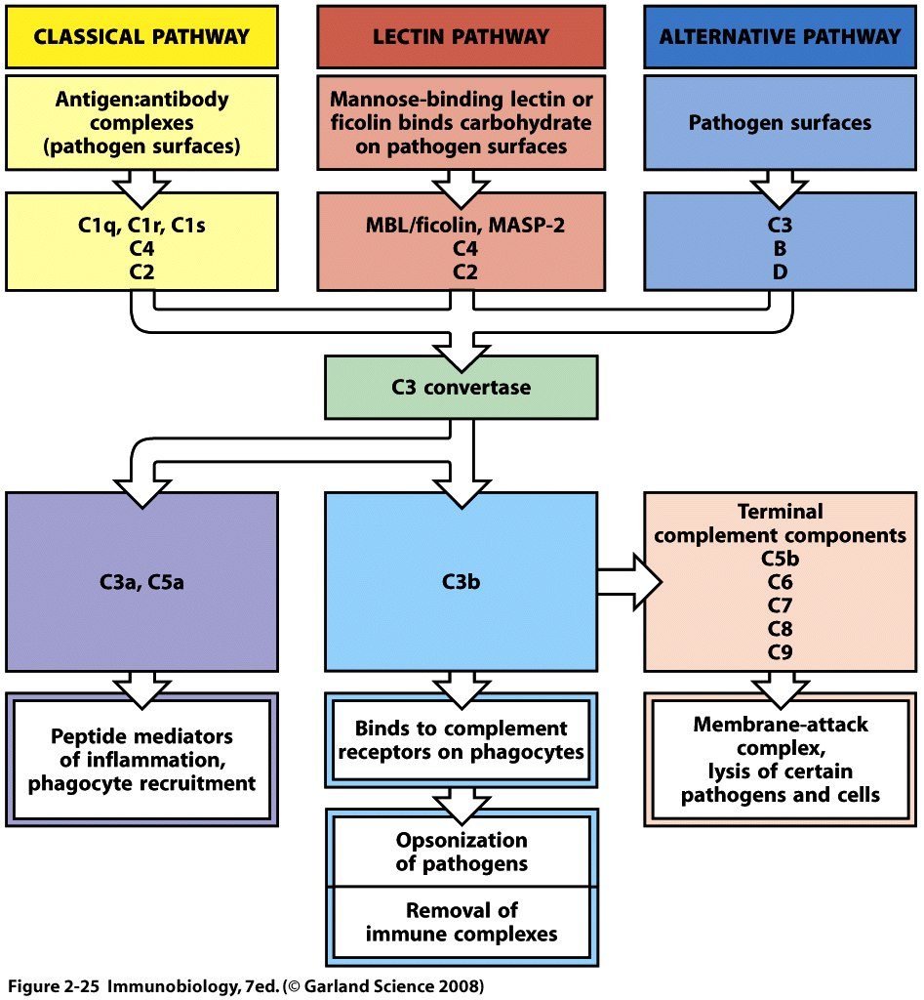 CLASSICAL PATHWAY
LECTIN PATHWAY
ALTERNATIVE PATHWAY
Antigen:antibody
complexes
(pathogen surfaces)
Mannose-binding lectin or
ficolin binds carbohydrate
on pathogen surfaces
Pathogen surfaces
C1q, C1r, C1s
C4
C2
MBL/ficolin, MASP-2
C4
C2
C3
B
D
C3 convertase
C3a, C5a
C3b
Terminal
complement components
C5b
C6
C7
C8
C9
Peptide mediators
of inflammation,
phagocyte recruitment
Binds to complement
receptors on phagocytes
Opsonization
of pathogens
Removal of
immune complexes
Membrane-attack
complex,
lysis of certain
pathogens and cells
Figure 2-25 Immunobiology, 7ed. (© Garland Science 2008)